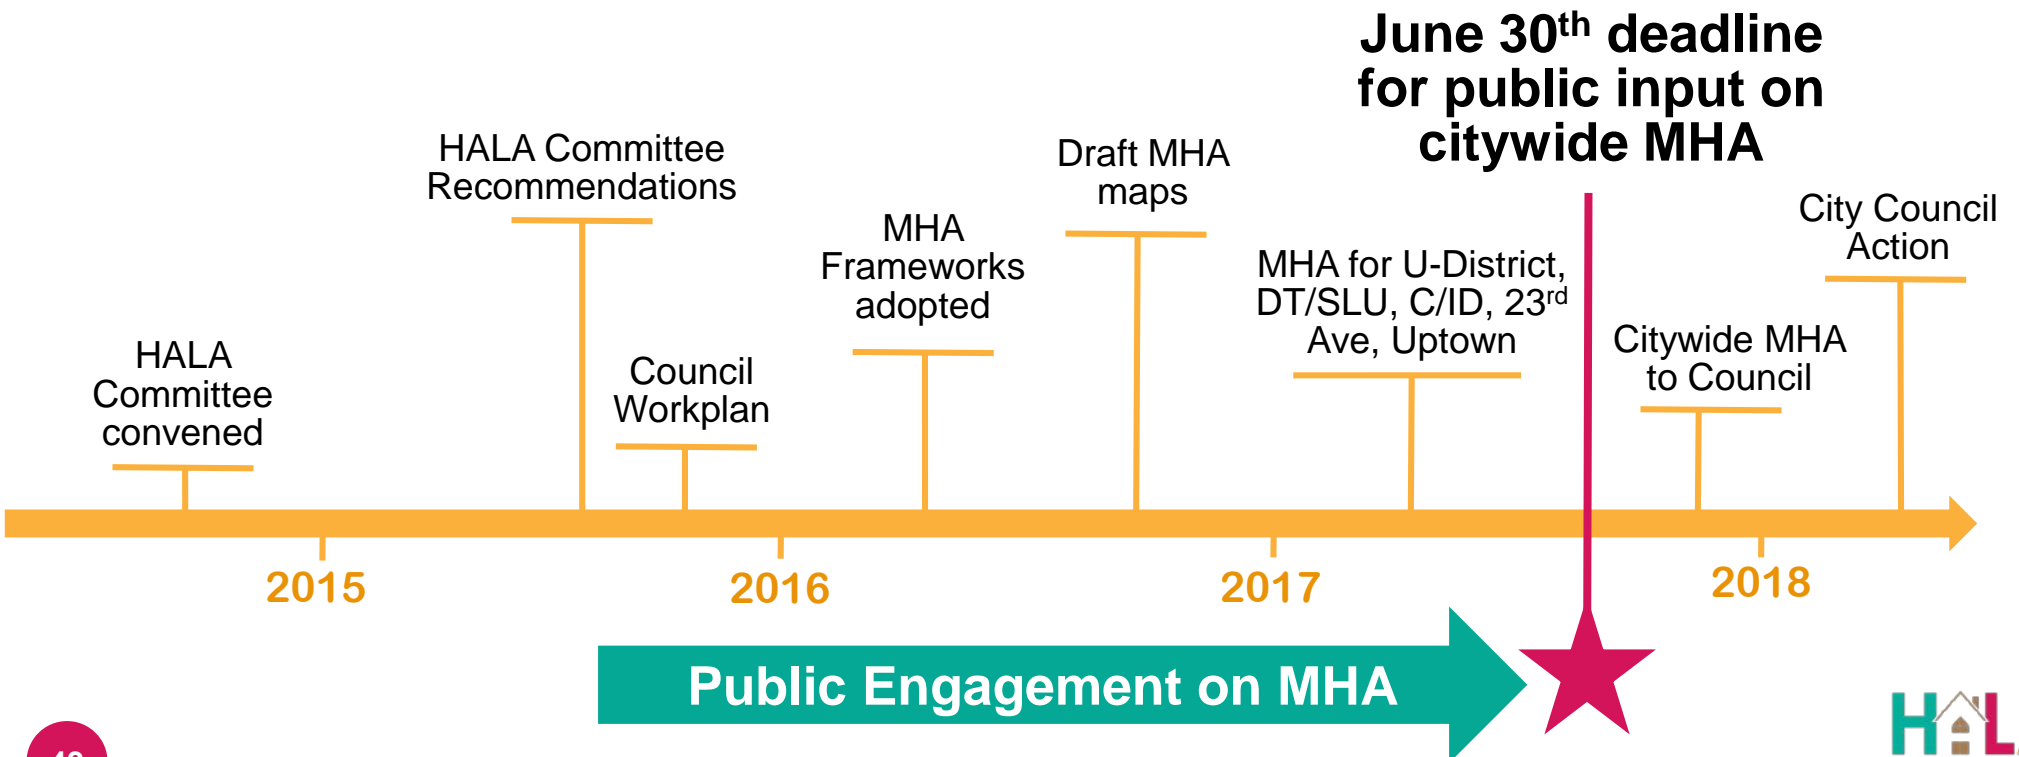 June 30th deadline
for public input on
citywide MHA
HALA Committee
Recommendations
Draft MHA
maps
City Council
Action
MHA
Frameworks
adopted
MHA for U-District,
DT/SLU, C/ID, 23rd
Ave, Uptown
HALA
Committee
convened
Council
Workplan
Citywide MHA
to Council
2015
2016
2017
2018
Public Engagement on MHA